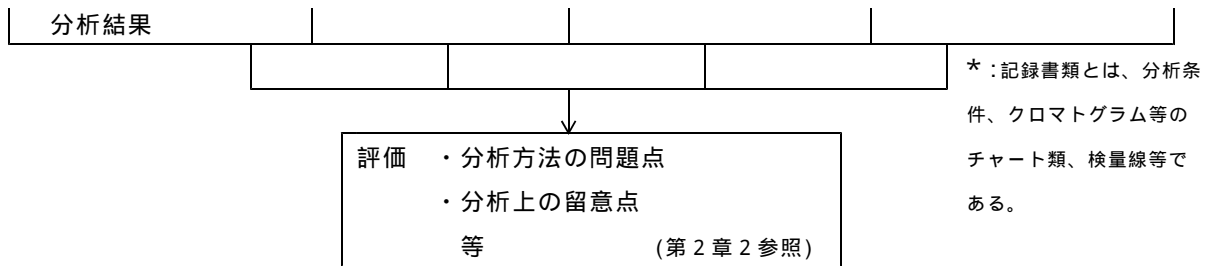 分析結果
*:記録書類とは、分析条
件、クロマトグラム等の
チャート類、検量線等で
ある。
評価 ・分析方法の問題点
・分析上の留意点
等 (第2章2参照)